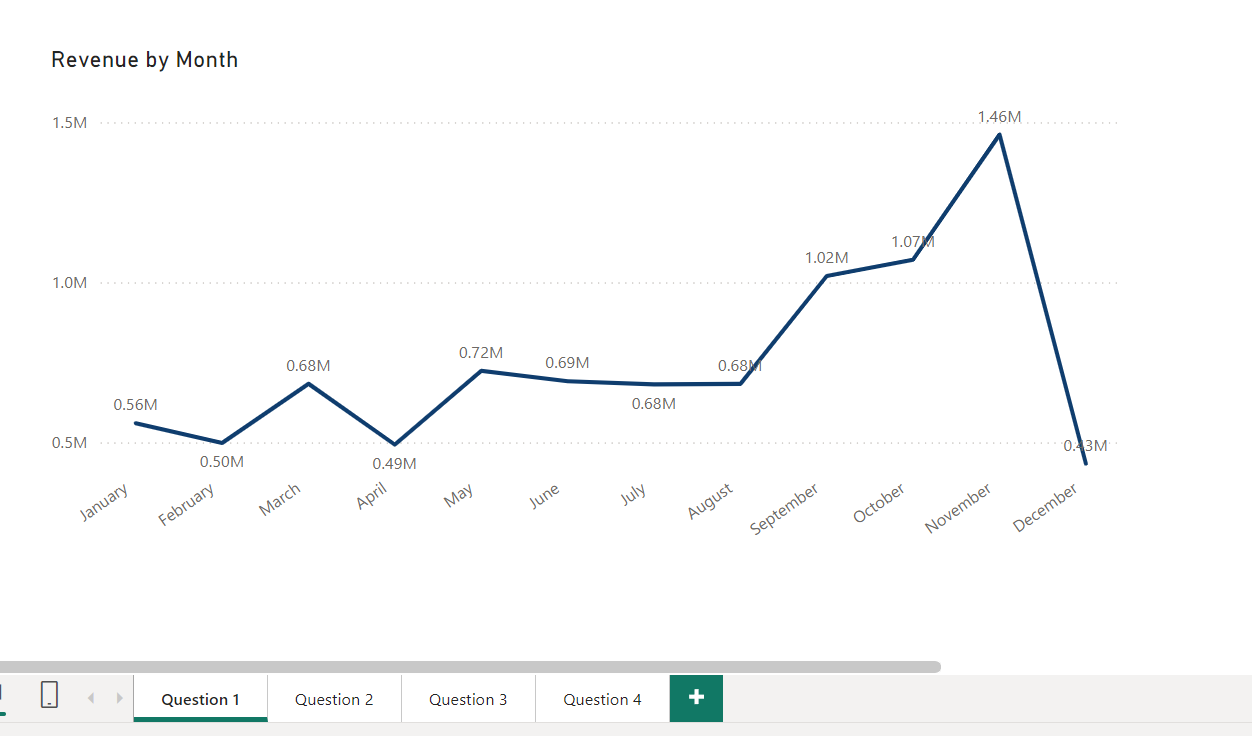 Revenue by Month
1.5M
1.0M
0.5M
0.56M
0.50M
0.68M
0.49M
0.72M
0.69M
0.68M
0.68M
1.02M
1.07M
1.46M
0.43M
January
February
March
April
May
June
July
August
September
October
November
December
Question 1
Question 2
Question 3
Question 4